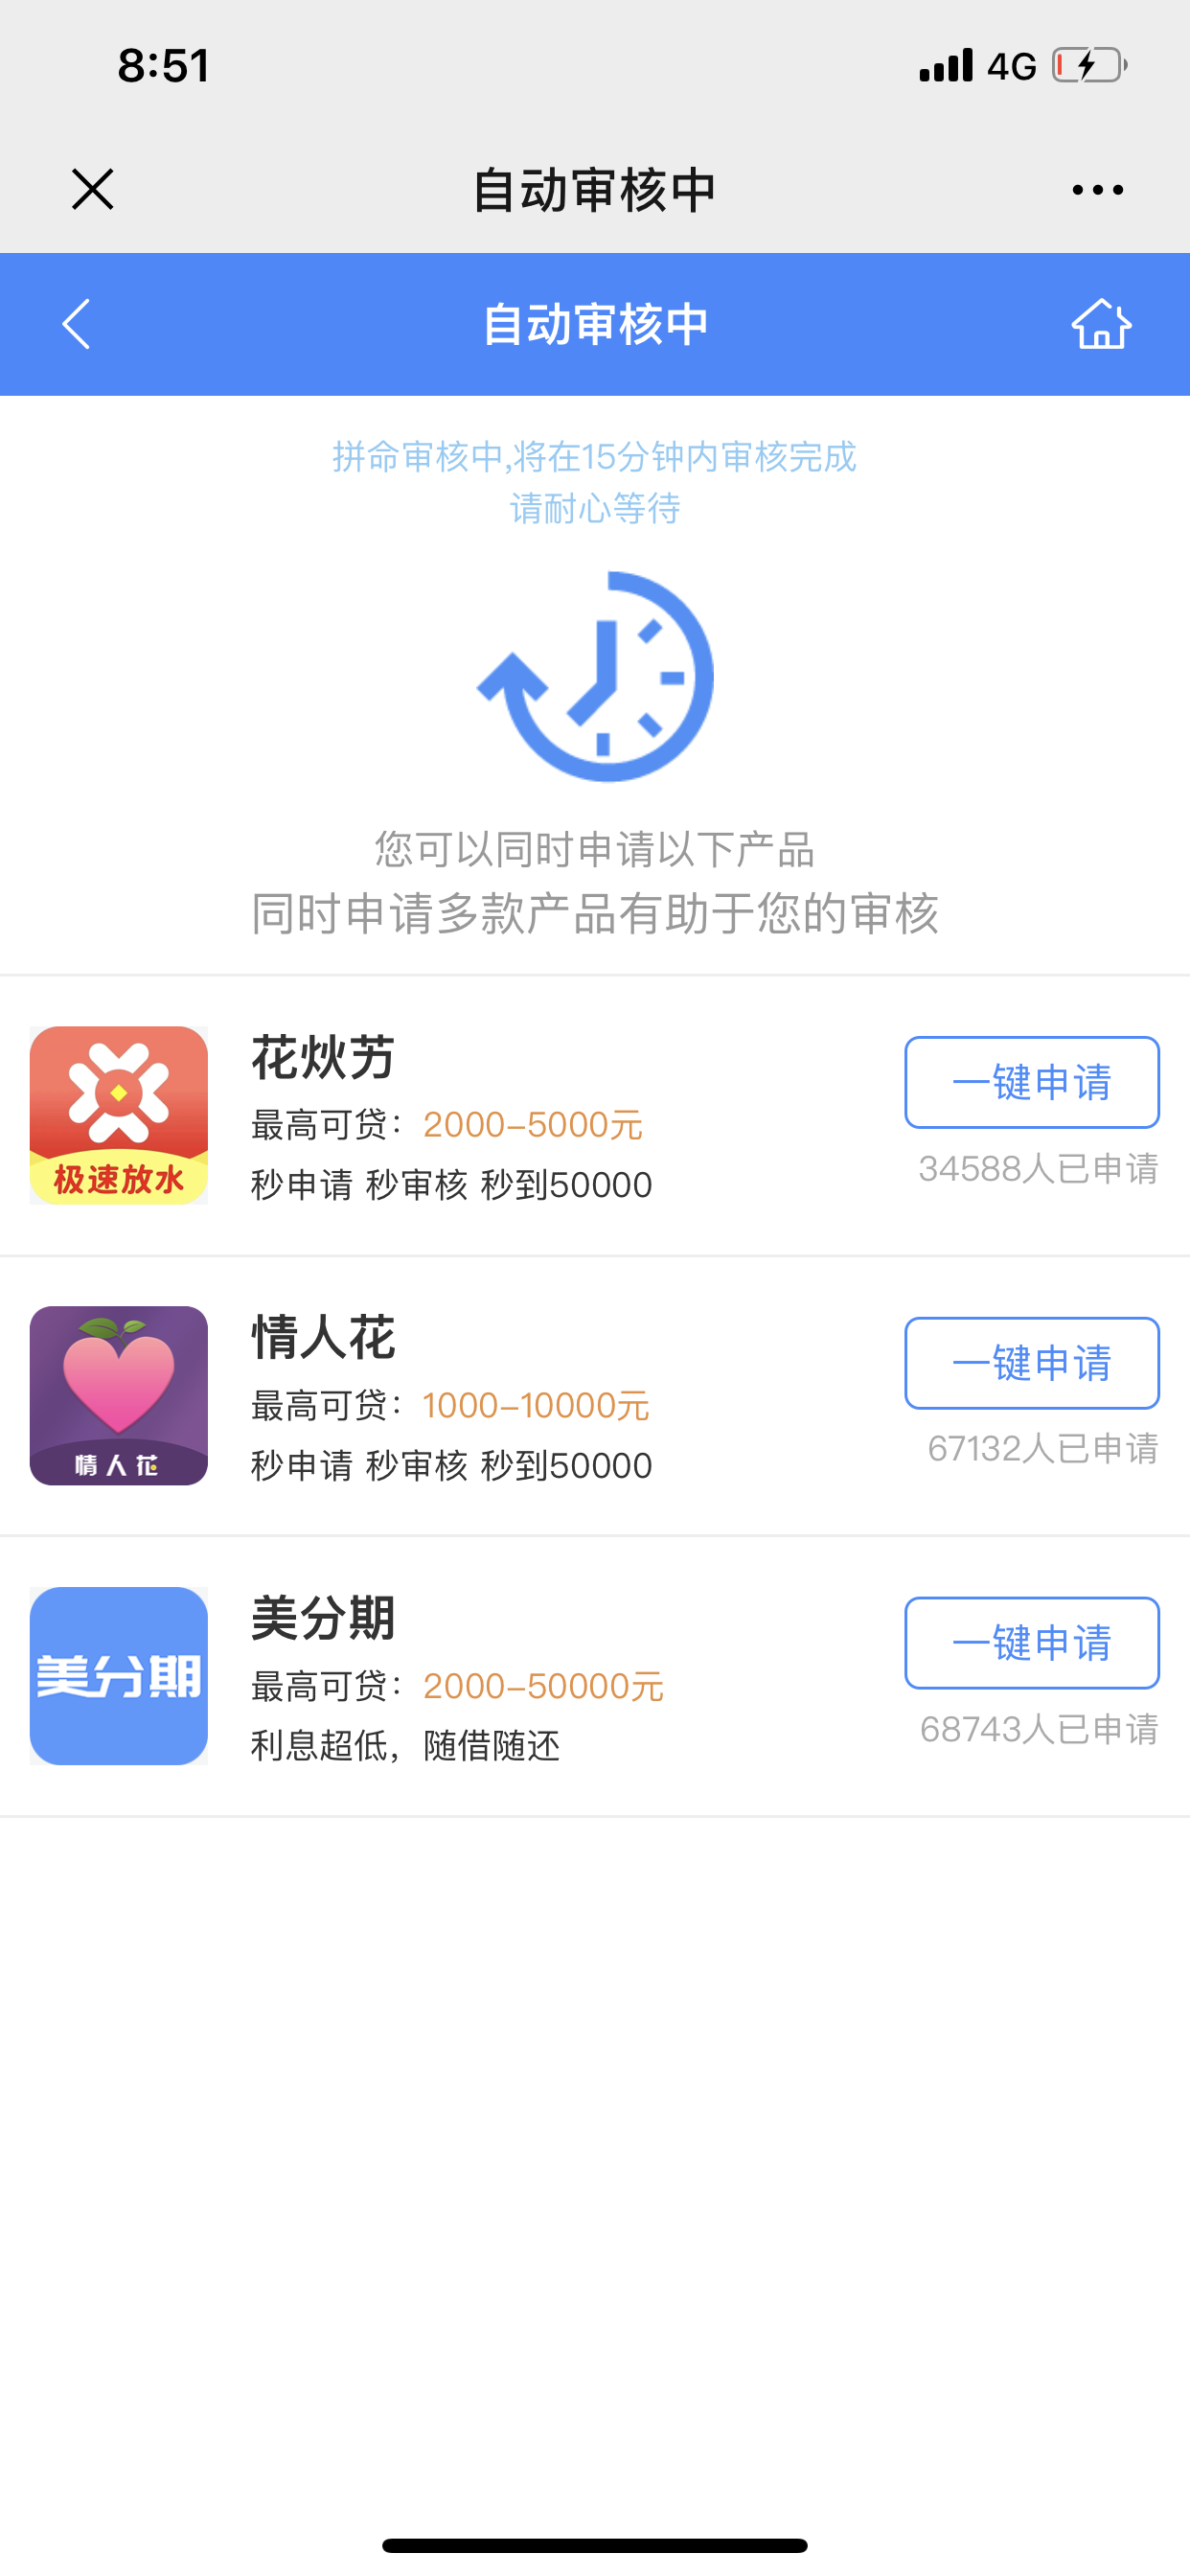 8:51
4G
自动审核中
自动审核中
拼命审核中,将在15分钟内审核完成
请耐心等待
您可以同时申请以下产品
同时申请多款产品有助于您的审核
极速放水
花炏艻
最高可贷：2000-5000元
秒申请 秒审核 秒到50000
一键申请
34588人已申请
情人花
情人花
最高可贷：1000-10000元
秒申请 秒审核 秒到50000
一键申请
67132人已申请
美分期
美分期
最高可贷：2000-50000元
利息超低，随借随还
一键申请
68743人已申请